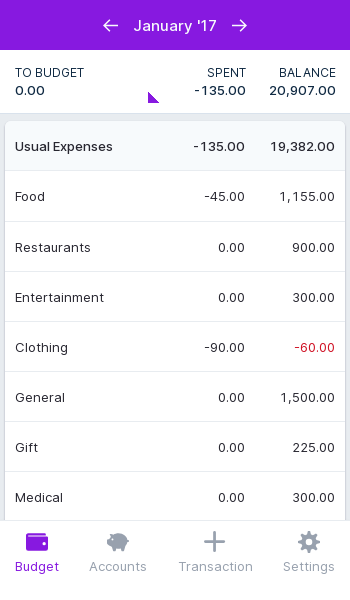 January '17
TO BUDGET SPENT BALANCE
0.00 -135.00 20,907.00
Usual Expenses -135.00 19,382.00
Food -45.00 1,155.00
Restaurants 0.00 900.00
Entertainment 0.00 300.00
Clothing -90.00 -60.00
General 0.00 1,500.00
Gift 0.00 225.00
Medical 0.00 300.00
Budget Accounts Transaction Settings